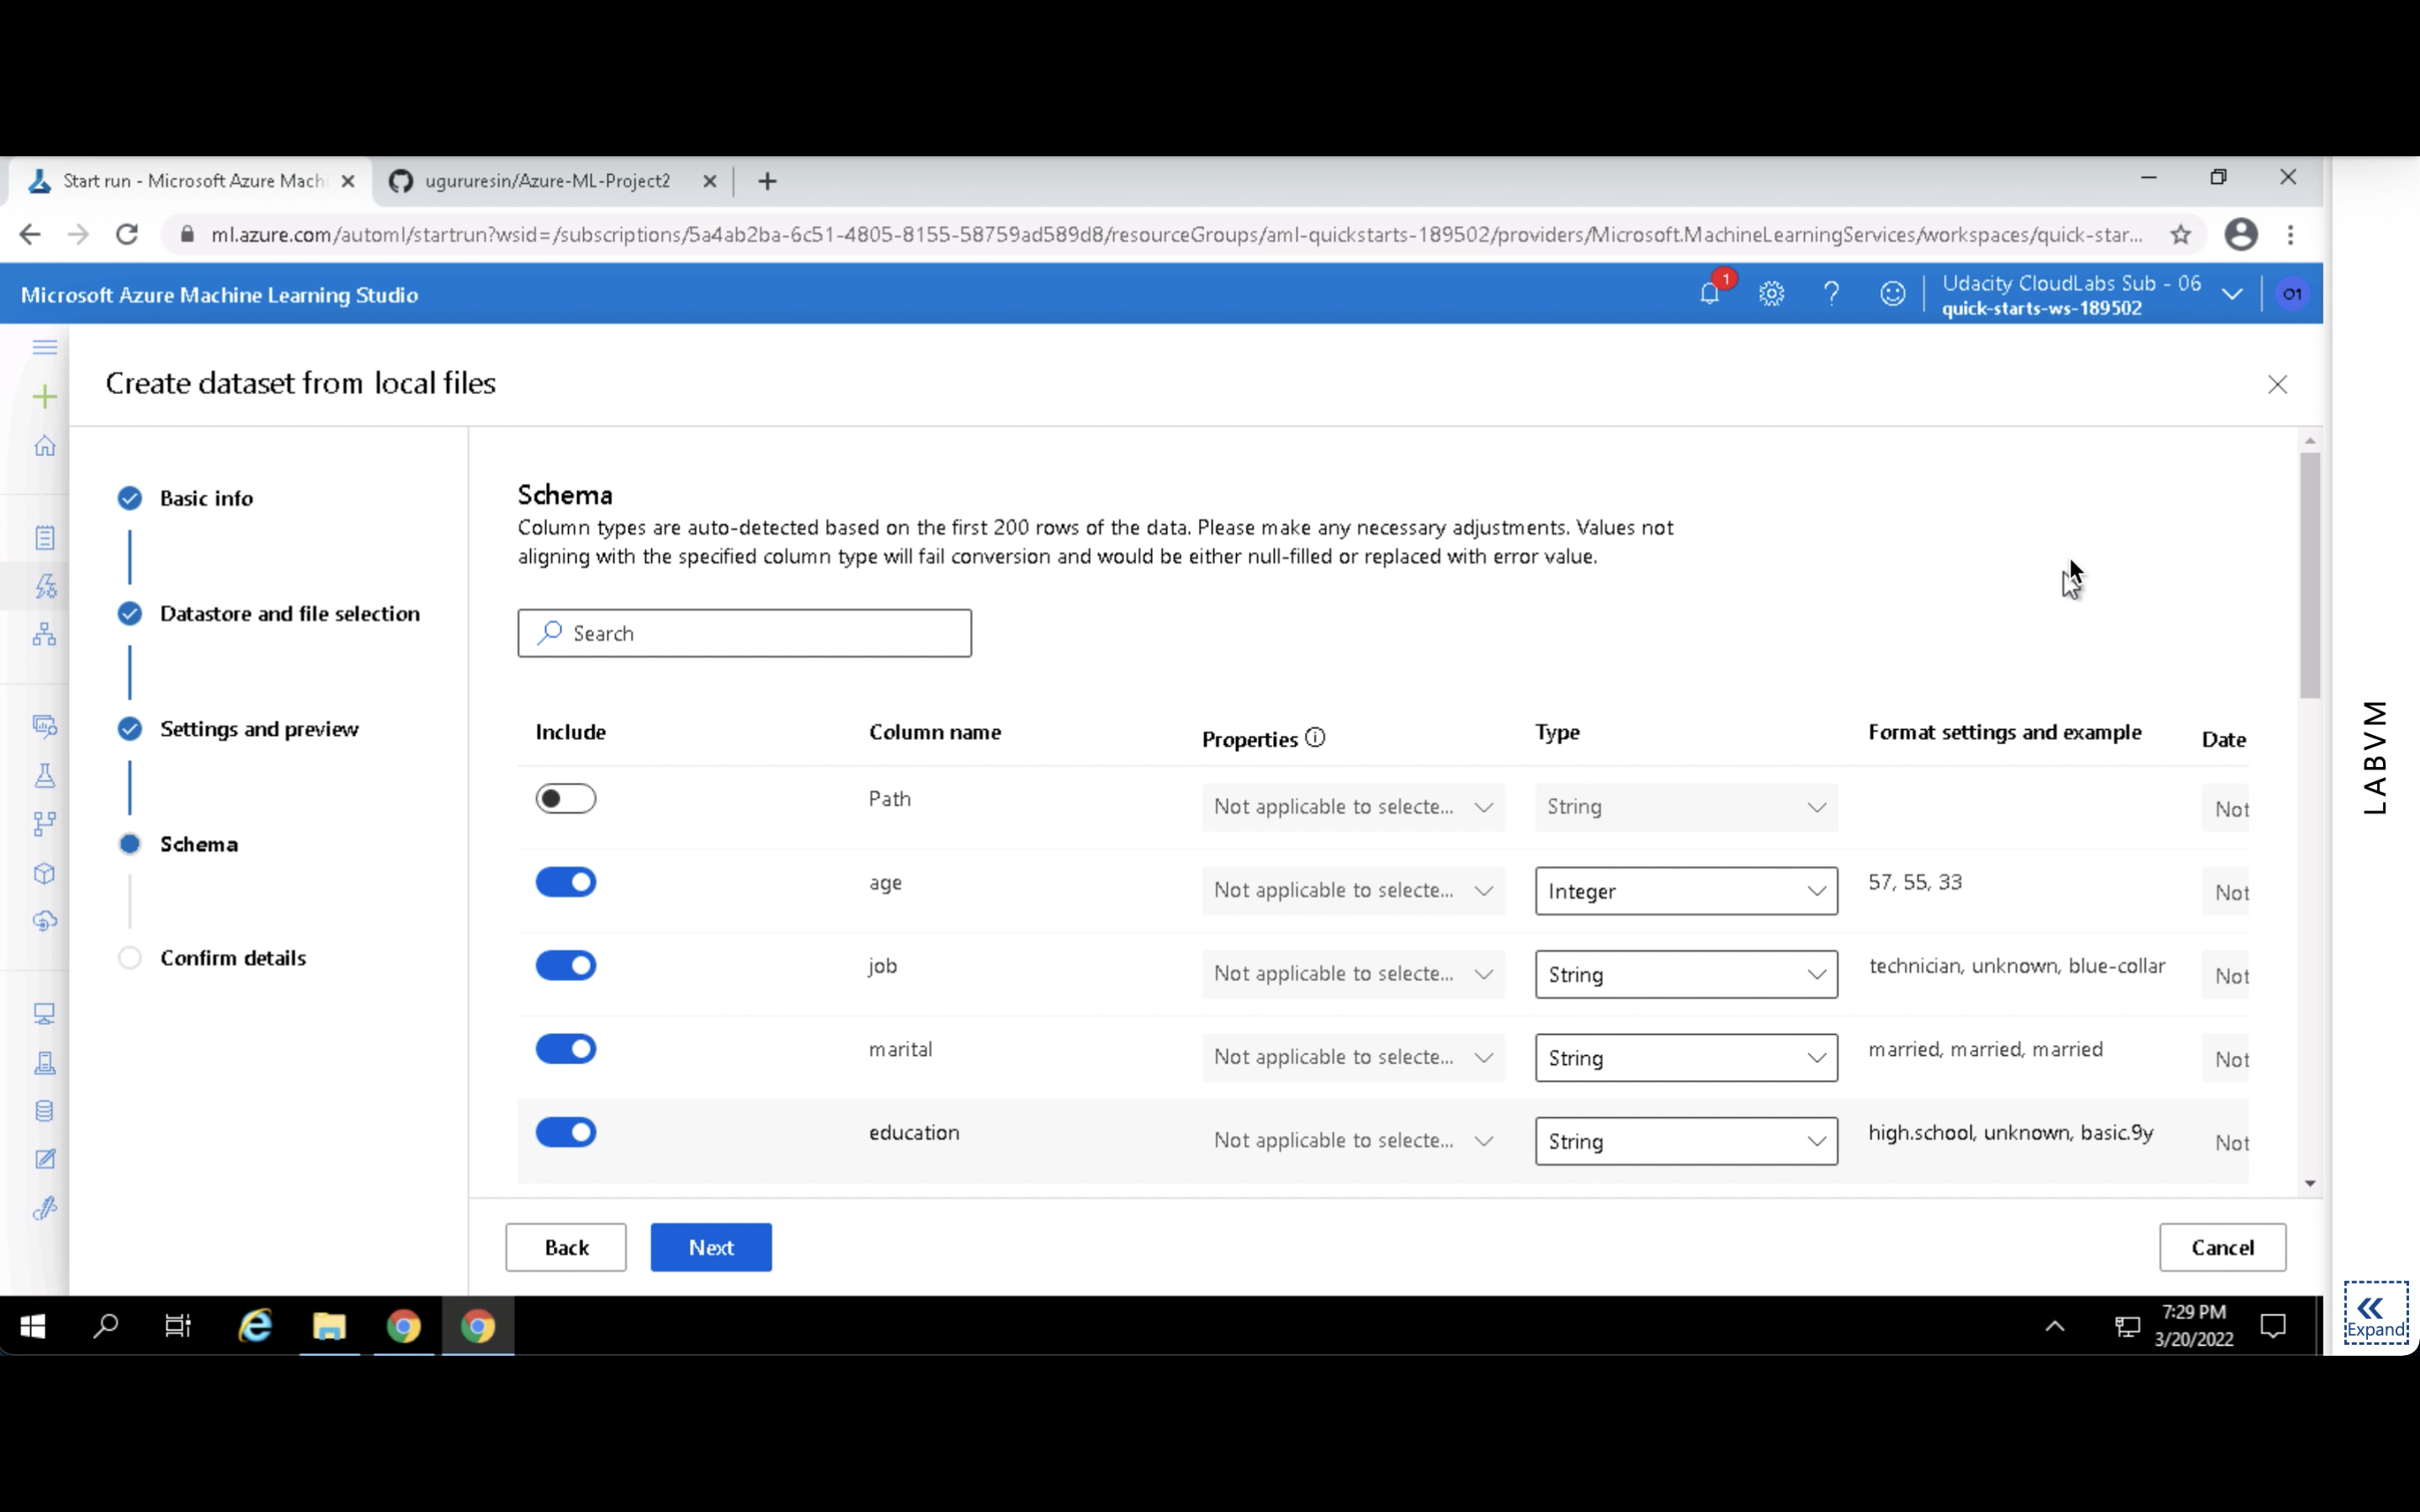 Start run - Microsoft Azure Machi
ugururesin/Azure-ML-Project2
ml.azure.com/automl/startrun?wsid=/subscriptions/5a4ab2ba-6c51-4805-8155-58759ad589d8/resourceGroups/aml-quickstarts-189502/providers/Microsoft.MachineLearningServices/workspaces/quick-star...
Microsoft Azure Machine Learning Studio
1
Udacity CloudLabs Sub - 06
quick-starts-ws-189502
O1
Create dataset from local files
Basic info
Datastore and file selection
Settings and preview
Schema
Confirm details
Schema
Column types are auto-detected based on the first 200 rows of the data. Please make any necessary adjustments. Values not
aligning with the specified column type will fail conversion and would be either null-filled or replaced with error value.
Search
Include Column name Properties Type Format settings and example Date
Path Not applicable to selecte... String Not
age Not applicable to selecte... Integer 57, 55, 33 Not
job Not applicable to selecte... String technician, unknown, blue-collar Not
marital Not applicable to selecte... String married, married, married Not
education Not applicable to selecte... String high.school, unknown, basic.9y Not
Back
Next
Cancel
LABVM
Expand
7:29 PM
3/20/2022